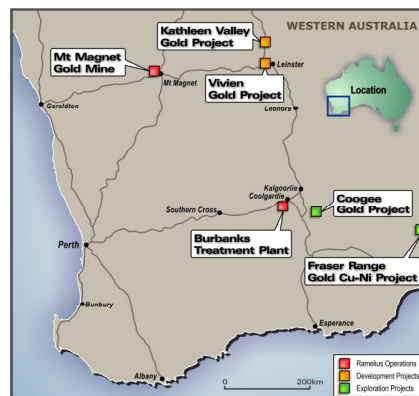 WESTERN AUSTRALIA
Kathleen Valley
Gold Project
Mt Magnet
Gold Mine
Leinster
Mt Magnet
Vivien
Gold Project
Location
Geraldton
Leonora
Kalgoorlie
Coolgardie
Southern Cross
Coogee
Gold Project
Perth
Burbanks
Treatment Plant
Fraser Range
Gold Cu-Ni Project
Bunbury
Esperance
Albany
0
200km
Ramelius Operations
Development Projects
Exploration Projects